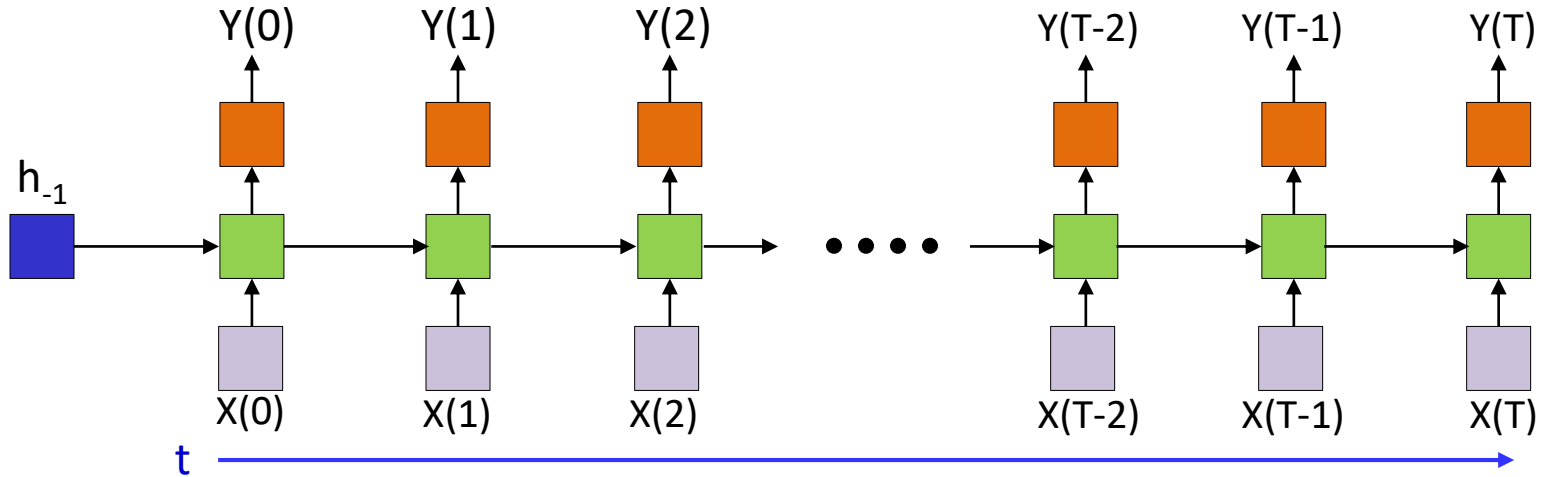 Y(0) Y(1) Y(2) Y(T-2) Y(T-1) Y(T)
h-1
X(0) X(1) X(2) X(T-2) X(T-1) X(T)
t